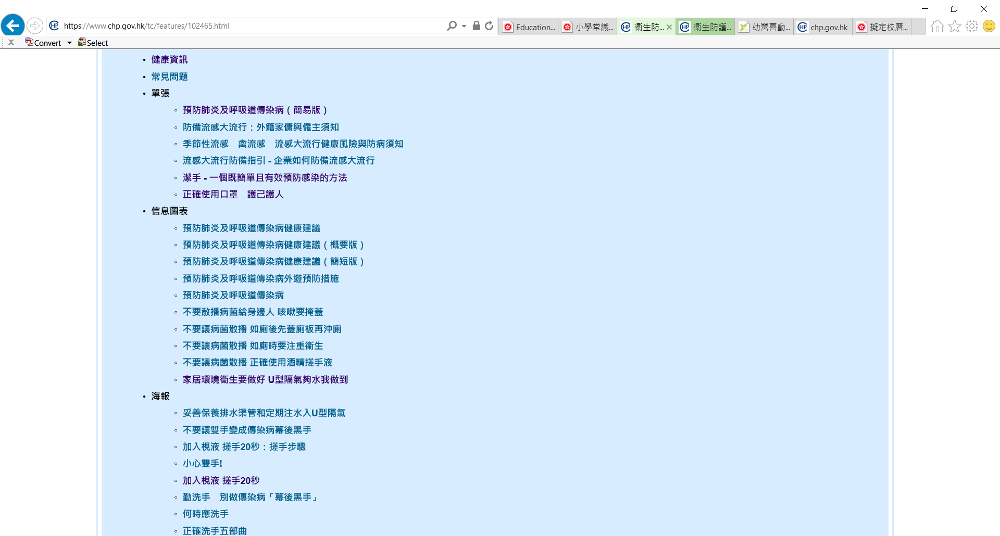 https://www.chp.gov.hk/tc/features/102465.html
Education...
小學常識...
衞生防...
衞生防護...
幼營喜動...
chp.gov.hk
擬定校曆...
x Convert Select
• 健康資訊
• 常見問題
• 單張
◦ 預防肺炎及呼吸道傳染病（簡易版）
◦ 防備流感大流行：外籍家傭與僱主須知
◦ 季節性流感　禽流感　流感大流行健康風險與防病須知
◦ 流感大流行防備指引 - 企業如何防備流感大流行
◦ 潔手 - 一個既簡單且有效預防感染的方法
◦ 正確使用口罩　護己護人
• 信息圖表
◦ 預防肺炎及呼吸道傳染病健康建議
◦ 預防肺炎及呼吸道傳染病健康建議（概要版）
◦ 預防肺炎及呼吸道傳染病健康建議（簡短版）
◦ 預防肺炎及呼吸道傳染病外遊預防措施
◦ 預防肺炎及呼吸道傳染病
◦ 不要散播病菌給身邊人 咳嗽要掩蓋
◦ 不要讓病菌散播 如廁後先蓋廁板再沖廁
◦ 不要讓病菌散播 如廁時要注重衞生
◦ 不要讓病菌散播 正確使用酒精搓手液
◦ 家居環境衞生要做好 U型隔氣夠水我做到
• 海報
◦ 妥善保養排水渠管和定期注水入U型隔氣
◦ 不要讓雙手變成傳染病幕後黑手
◦ 加入梘液 搓手20秒：搓手步驟
◦ 小心雙手!
◦ 加入梘液 搓手20秒
◦ 勤洗手　別做傳染病「幕後黑手」
◦ 何時應洗手
◦ 正確洗手五部曲